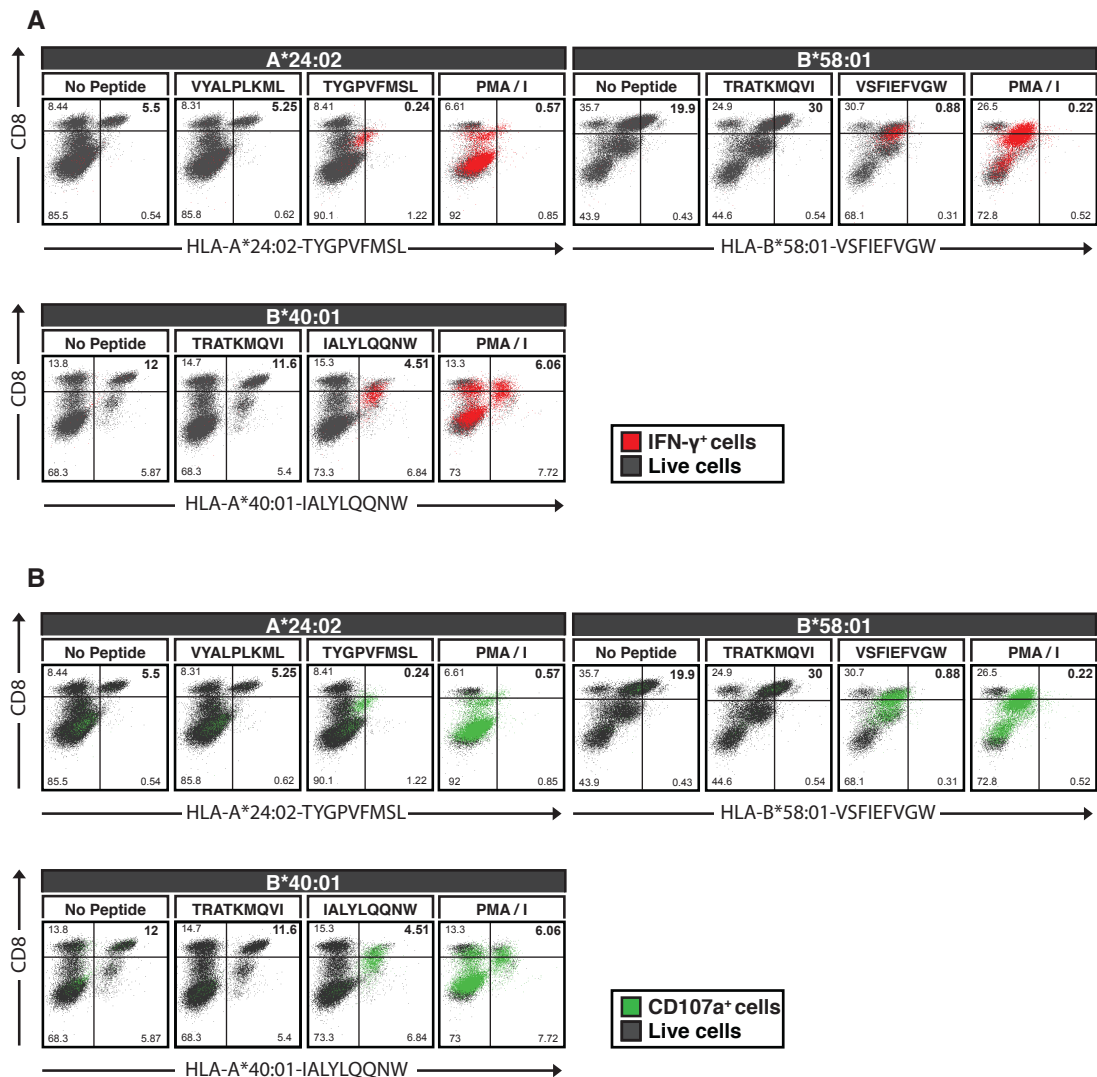 A
A*24:02 B*58:01
No Peptide VYALPLKML TYGPVFMSL PMA / I No Peptide TRATKMQVI VSFIEFVGW PMA / I
8.44 5.5 8.31 5.25 8.41 0.24 6.61 0.57 35.7 19.9 24.9 30 30.7 0.88 26.5 0.22
CD8
85.5 0.54 85.8 0.62 90.1 1.22 92 0.85 43.9 0.43 44.6 0.54 68.1 0.31 72.8 0.52
HLA-A*24:02-TYGPVFMSL HLA-B*58:01-VSFIEFVGW
B*40:01
No Peptide TRATKMQVI IALYLQQNW PMA / I
13.8 12 14.7 11.6 15.3 4.51 13.3 6.06
CD8
68.3 5.87 68.3 5.4 73.3 6.84 73 7.72
HLA-A*40:01-IALYLQQNW
IFN-γ+ cells
Live cells
B
A*24:02 B*58:01
No Peptide VYALPLKML TYGPVFMSL PMA / I No Peptide TRATKMQVI VSFIEFVGW PMA / I
8.44 5.5 8.31 5.25 8.41 0.24 6.61 0.57 35.7 19.9 24.9 30 30.7 0.88 26.5 0.22
CD8
85.5 0.54 85.8 0.62 90.1 1.22 92 0.85 43.9 0.43 44.6 0.54 68.1 0.31 72.8 0.52
HLA-A*24:02-TYGPVFMSL HLA-B*58:01-VSFIEFVGW
B*40:01
No Peptide TRATKMQVI IALYLQQNW PMA / I
13.8 12 14.7 11.6 15.3 4.51 13.3 6.06
CD8
68.3 5.87 68.3 5.4 73.3 6.84 73 7.72
HLA-A*40:01-IALYLQQNW
CD107a+ cells
Live cells